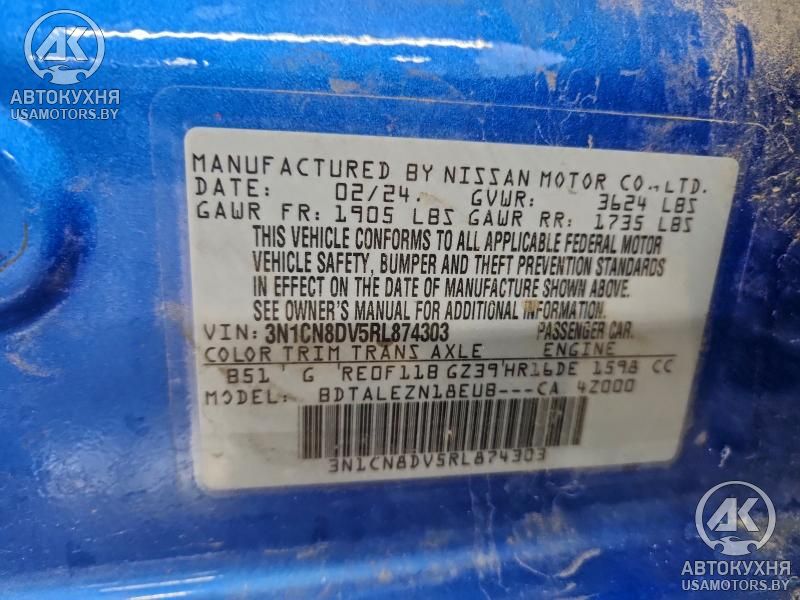 AK
АВТОКУХНЯ
USAMOTORS.BY
MANUFACTURED BY NISSAN MOTOR CO., LTD.
DATE: 02/24. GVWR: 3624 LBS
GAWR FR: 1905 LBS GAWR RR: 1735 LBS
THIS VEHICLE CONFORMS TO ALL APPLICABLE FEDERAL MOTOR
VEHICLE SAFETY, BUMPER AND THEFT PREVENTION STANDARDS
IN EFFECT ON THE DATE OF MANUFACTURE SHOWN ABOVE.
SEE OWNER'S MANUAL FOR ADDITIONAL INFORMATION.
VIN: 3N1CN8DV5RL874303 PASSENGER CAR.
COLOR TRIM TRANS AXLE ENGINE
B51 G RE0F11B GZ39 HR16DE 1598 CC
MODEL: BDTALEZN18EUB---CA 4Z000
3N1CN8DV5RL874303
AK
АВТОКУХНЯ
USAMOTORS.BY